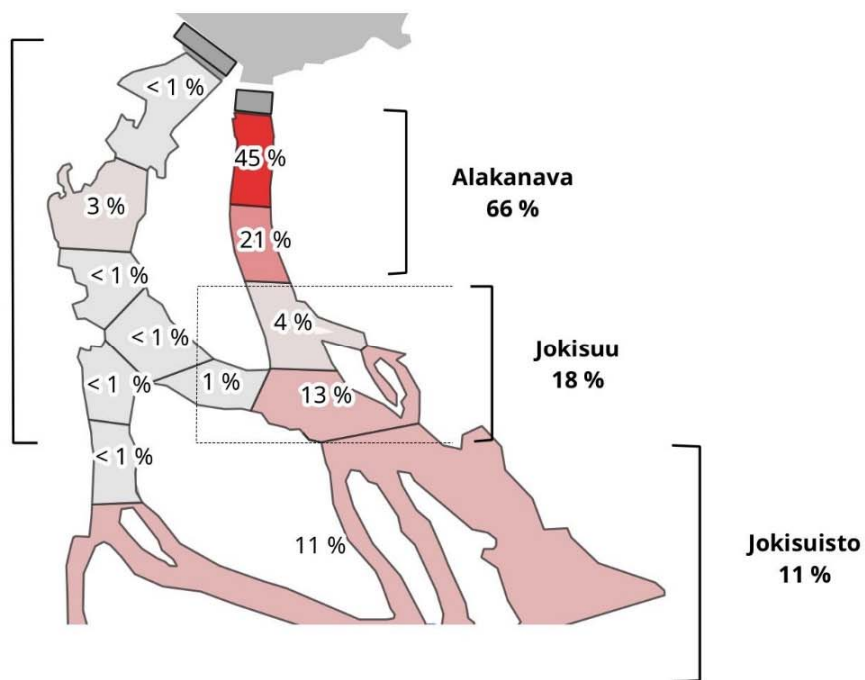 < 1 %
45 %
Alakanava
66 %
3 %
21 %
< 1 %
4 %
< 1 %
Jokisuu
18 %
< 1 %
1 %
13 %
< 1 %
11 %
Jokisuisto
11 %